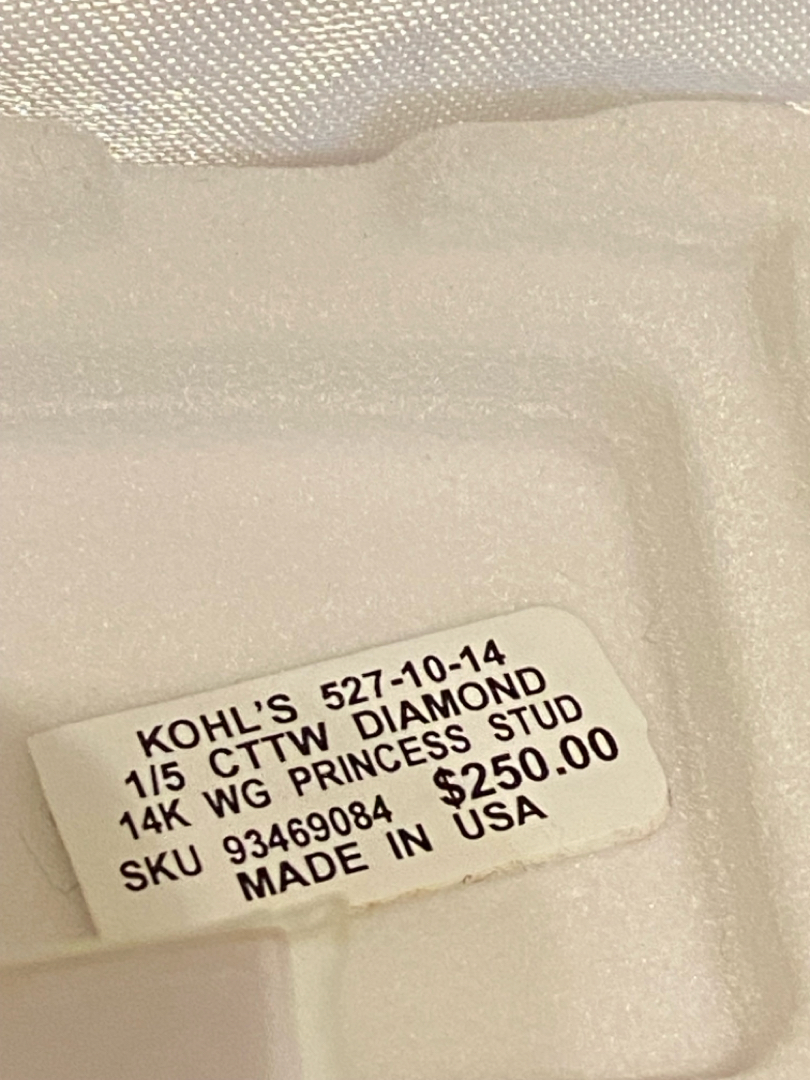 KOHL'S 527-10-14
1/5 CTTW DIAMOND
14K WG PRINCESS STUD
SKU 93469084 $250.00
MADE IN USA